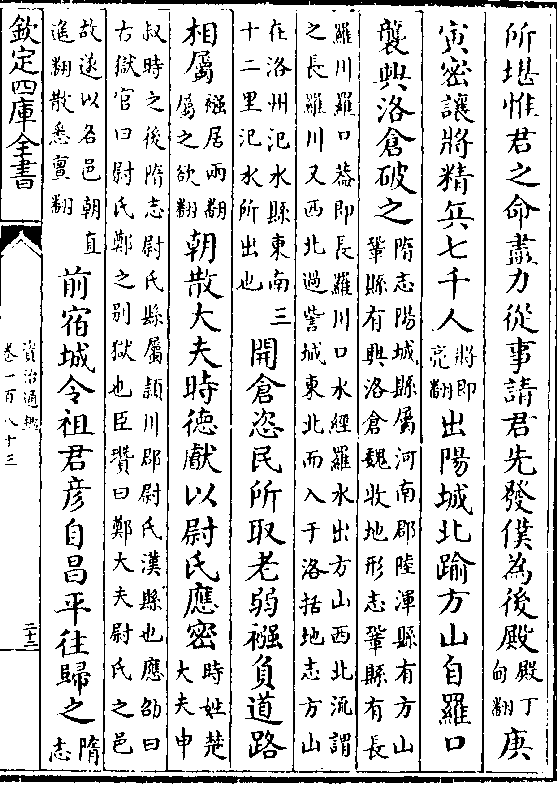 所堪惟君之命盡力從事請君先發僕為後殿殿丁甸翻庚
寅密讓將精兵七千人將即亮翻出陽城北踰方山自羅口
襲興洛倉破之隋志陽城縣屬河南郡陸渾縣有方山鞏縣有興洛倉魏收地形志鞏縣有長
羅川羅口葢即長羅川口水經羅水出方山西北流謂
之長羅川又西北過訾城東北而入于洛括地志方山
在洛州汜水縣東南三十二里汜水所出也開倉恣民所取老弱襁負道路
相屬襁居兩翻屬之欲翻朝散大夫時德叡以尉氏應密時姓楚大夫申
叔時之後隋志尉氏縣屬潁川郡尉氏漢縣也應劭曰
古獄官曰尉氏鄭之别獄也臣瓚曰鄭大夫尉氏之邑
故遂以名邑朝直遥翻散悉亶翻前宿城令祖君彦自昌平往歸之隋志
欽定四庫全書
資治通鑑
卷一百八十三
二十三